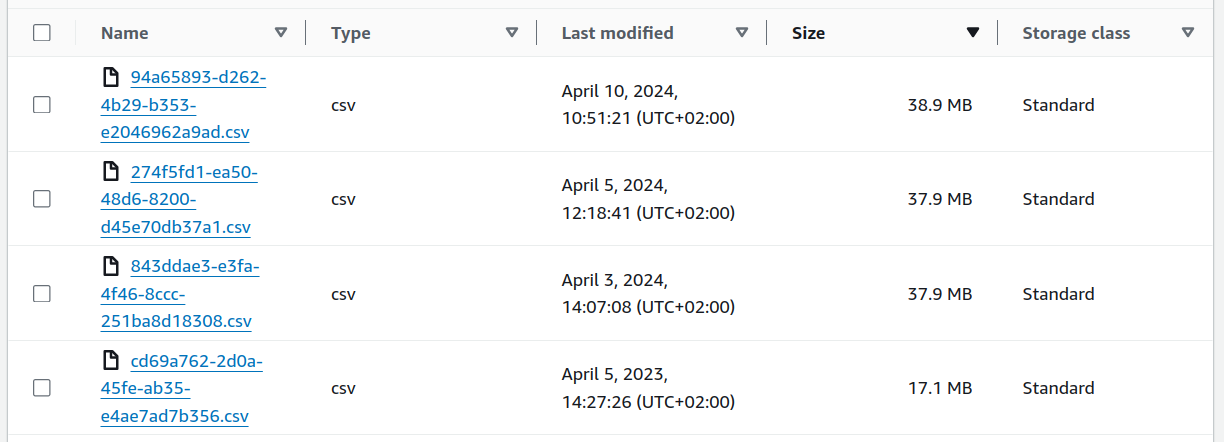 Name Type Last modified Size Storage class
94a65893-d262-
4b29-b353-
e2046962a9ad.csv
csv
April 10, 2024,
10:51:21 (UTC+02:00)
38.9 MB
Standard
274f5fd1-ea50-
48d6-8200-
d45e70db37a1.csv
csv
April 5, 2024,
12:18:41 (UTC+02:00)
37.9 MB
Standard
843ddae3-e3fa-
4f46-8ccc-
251ba8d18308.csv
csv
April 3, 2024,
14:07:08 (UTC+02:00)
37.9 MB
Standard
cd69a762-2d0a-
45fe-ab35-
e4ae7ad7b356.csv
csv
April 5, 2023,
14:27:26 (UTC+02:00)
17.1 MB
Standard